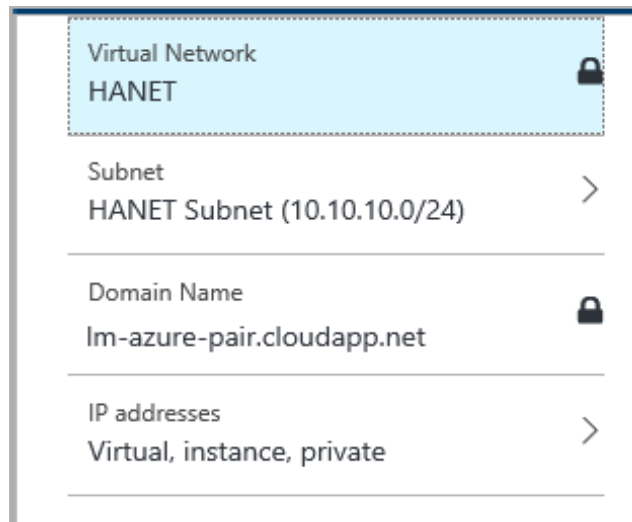 Virtual Network
HANET
Subnet
HANET Subnet (10.10.10.0/24)
Domain Name
lm-azure-pair.cloudapp.net
IP addresses
Virtual, instance, private